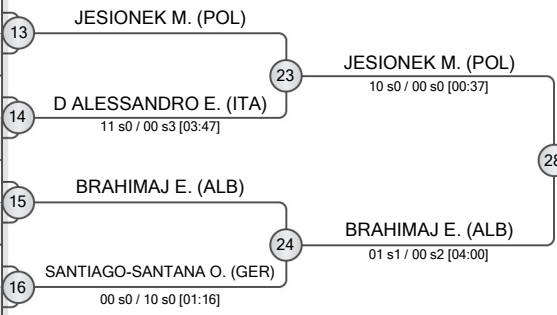 13
JESIONEK M. (POL)
23
JESIONEK M. (POL)
10 s0 / 00 s0 [00:37]
14
D ALESSANDRO E. (ITA)
11 s0 / 00 s3 [03:47]
28
15
BRAHIMAJ E. (ALB)
24
BRAHIMAJ E. (ALB)
01 s1 / 00 s2 [04:00]
16
SANTIAGO-SANTANA O. (GER)
00 s0 / 10 s0 [01:16]